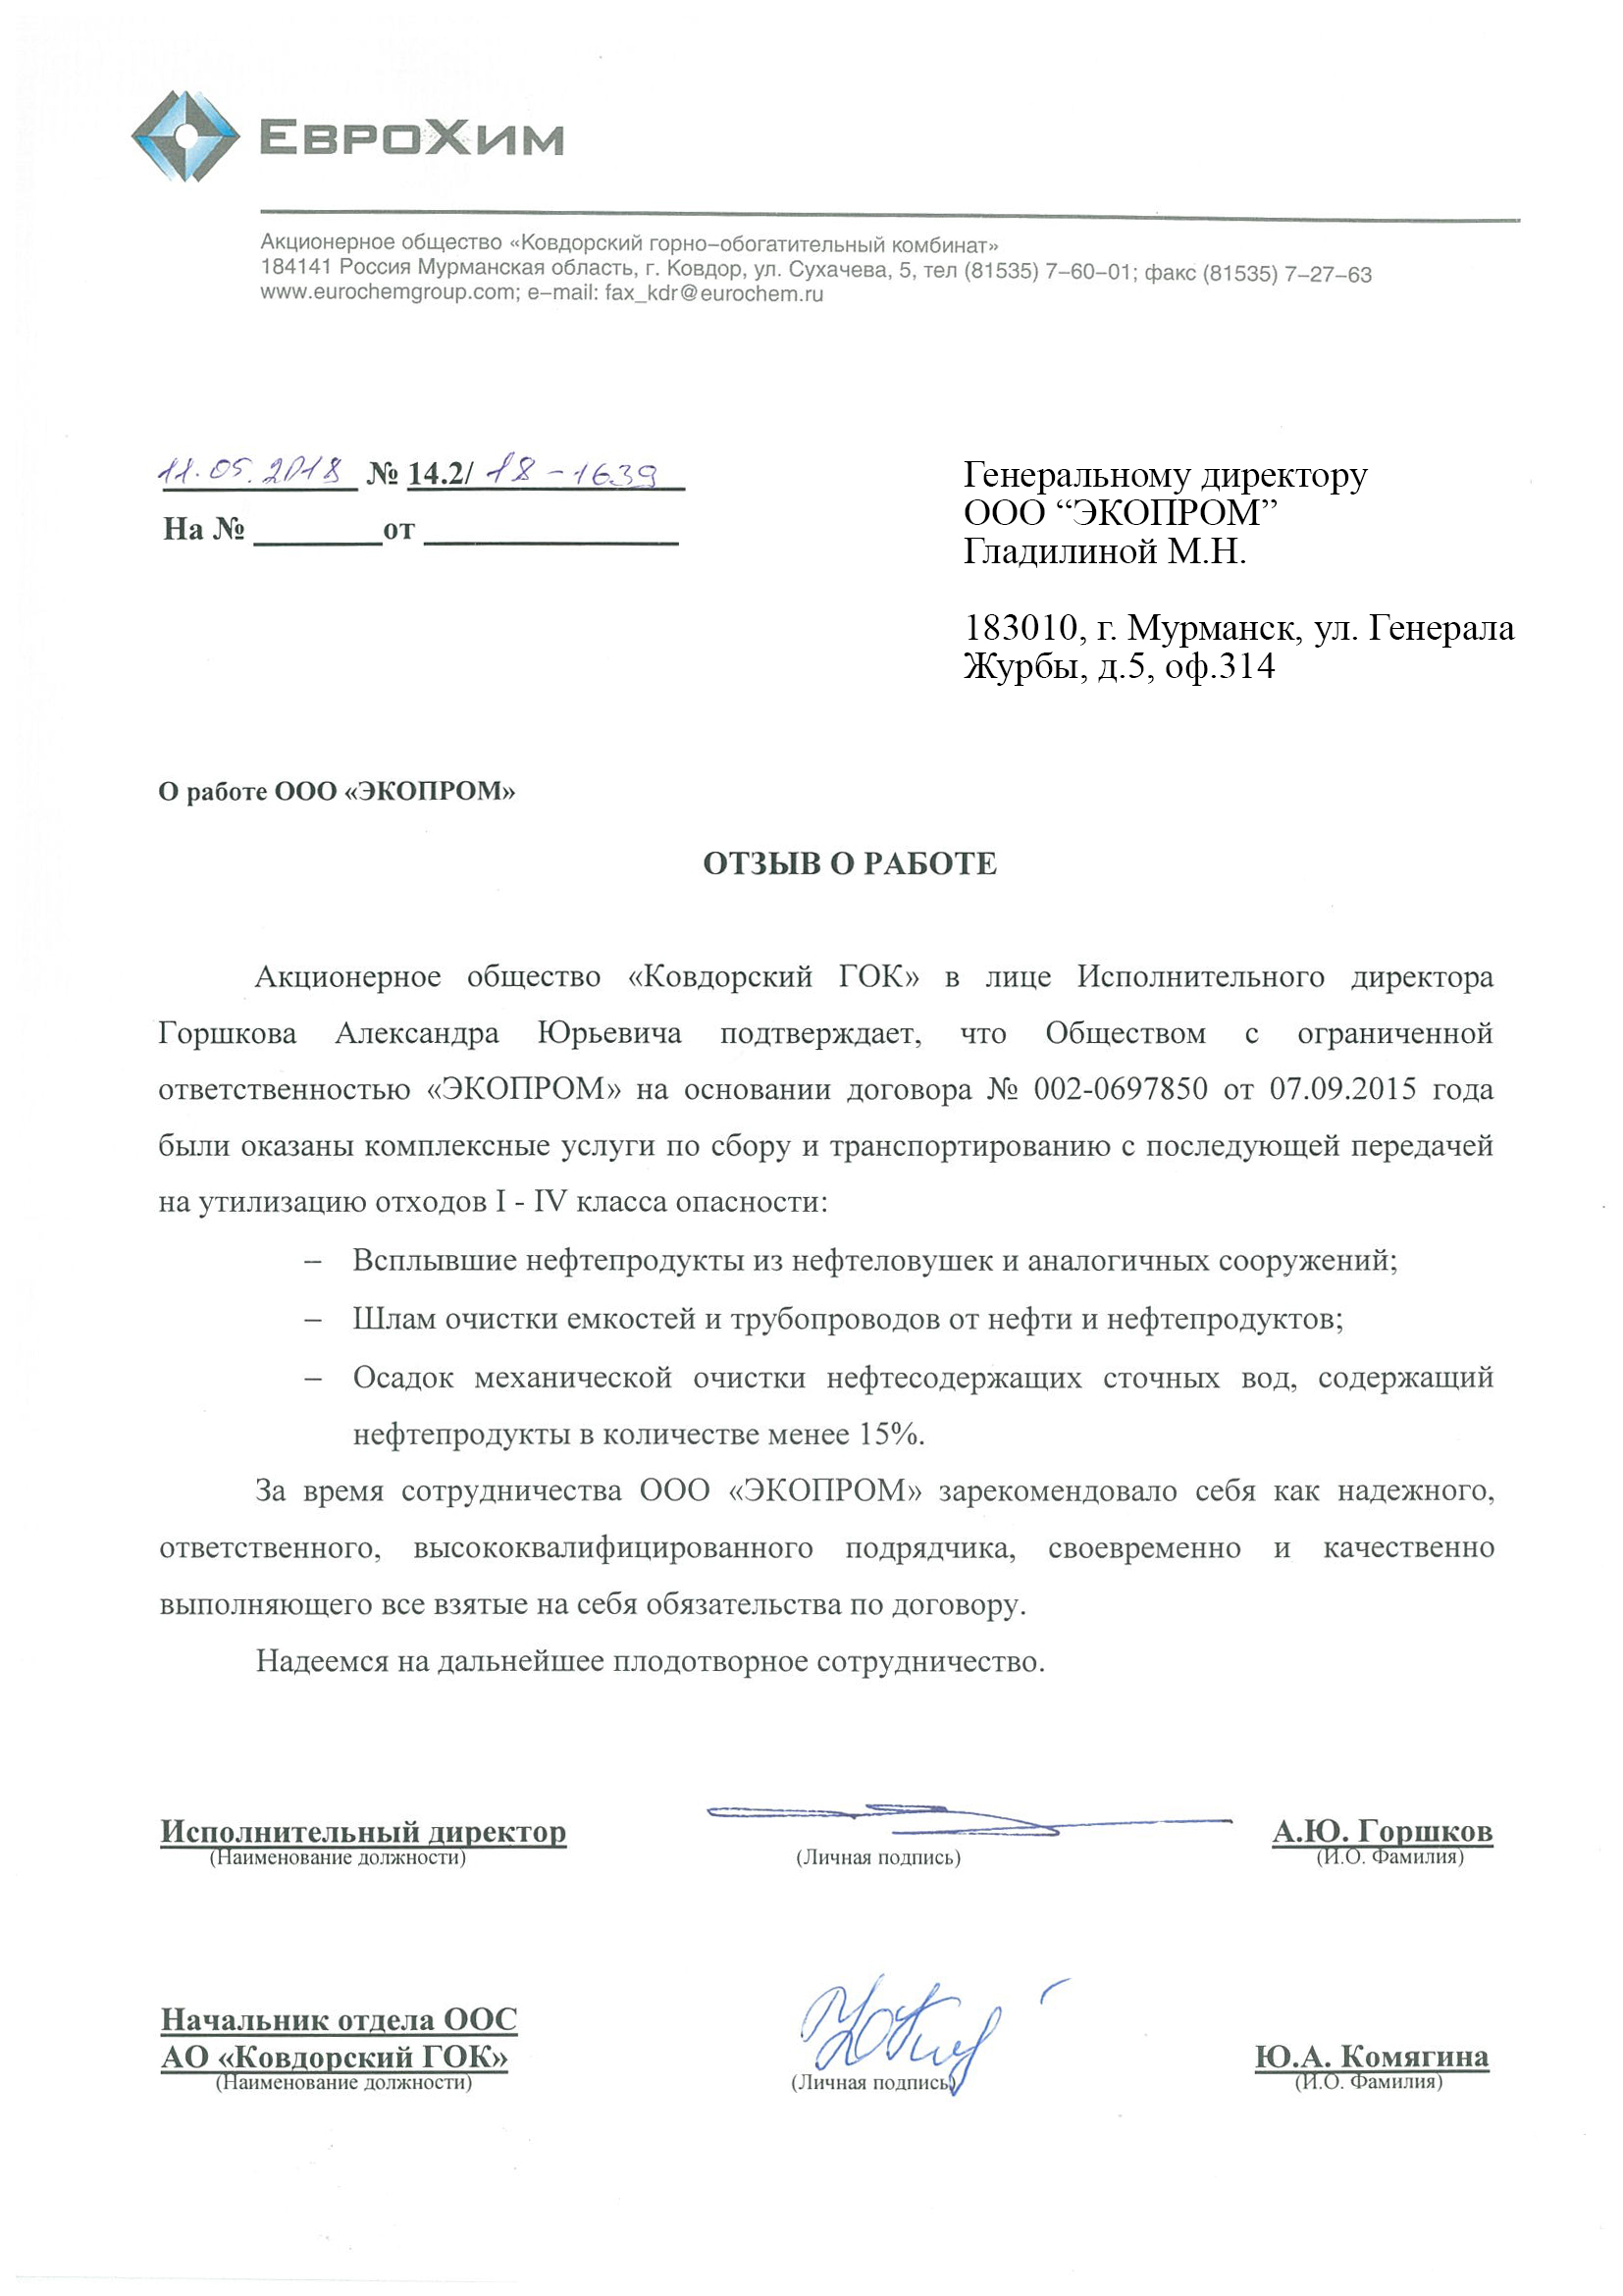 ЕвроХим
Акционерное общество «Ковдорский горно-обогатительный комбинат»
184141 Россия Мурманская область, г. Ковдор, ул. Сухачева, 5, тел (81535) 7-60-01; факс (81535) 7-27-63
www.eurochemgroup.com; e-mail: fax_kdr@eurochem.ru
11.05.2018 № 14.2/ 18-1639
На № ________от ________________
Генеральному директору
ООО “ЭКОПРОМ”
Гладилиной М.Н.
183010, г. Мурманск, ул. Генерала
Журбы, д.5, оф.314
О работе ООО «ЭКОПРОМ»
ОТЗЫВ О РАБОТЕ
Акционерное общество «Ковдорский ГОК» в лице Исполнительного директора
Горшкова Александра Юрьевича подтверждает, что Обществом с ограниченной
ответственностью «ЭКОПРОМ» на основании договора № 002-0697850 от 07.09.2015 года
были оказаны комплексные услуги по сбору и транспортированию с последующей передачей
на утилизацию отходов I - IV класса опасности:
– Всплывшие нефтепродукты из нефтеловушек и аналогичных сооружений;
– Шлам очистки емкостей и трубопроводов от нефти и нефтепродуктов;
– Осадок механической очистки нефтесодержащих сточных вод, содержащий
нефтепродукты в количестве менее 15%.
За время сотрудничества ООО «ЭКОПРОМ» зарекомендовало себя как надежного,
ответственного, высококвалифицированного подрядчика, своевременно и качественно
выполняющего все взятые на себя обязательства по договору.
Надеемся на дальнейшее плодотворное сотрудничество.
Исполнительный директор А.Ю. Горшков
(Наименование должности) (Личная подпись) (И.О. Фамилия)
Начальник отдела ООС
АО «Ковдорский ГОК» Ю.А. Комягина
(Наименование должности) (Личная подпись) (И.О. Фамилия)